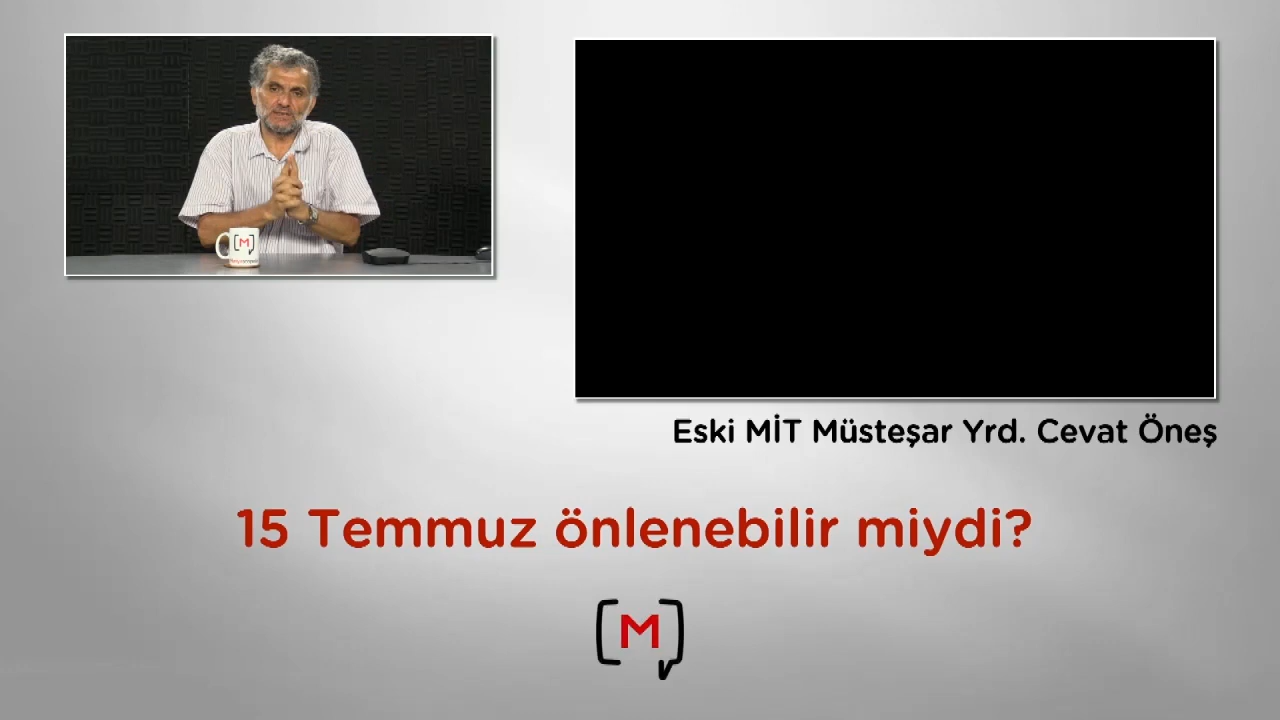 [M]
Eski MİT Müsteşar Yrd. Cevat Öneş
15 Temmuz önlenebilir miydi?
[M]